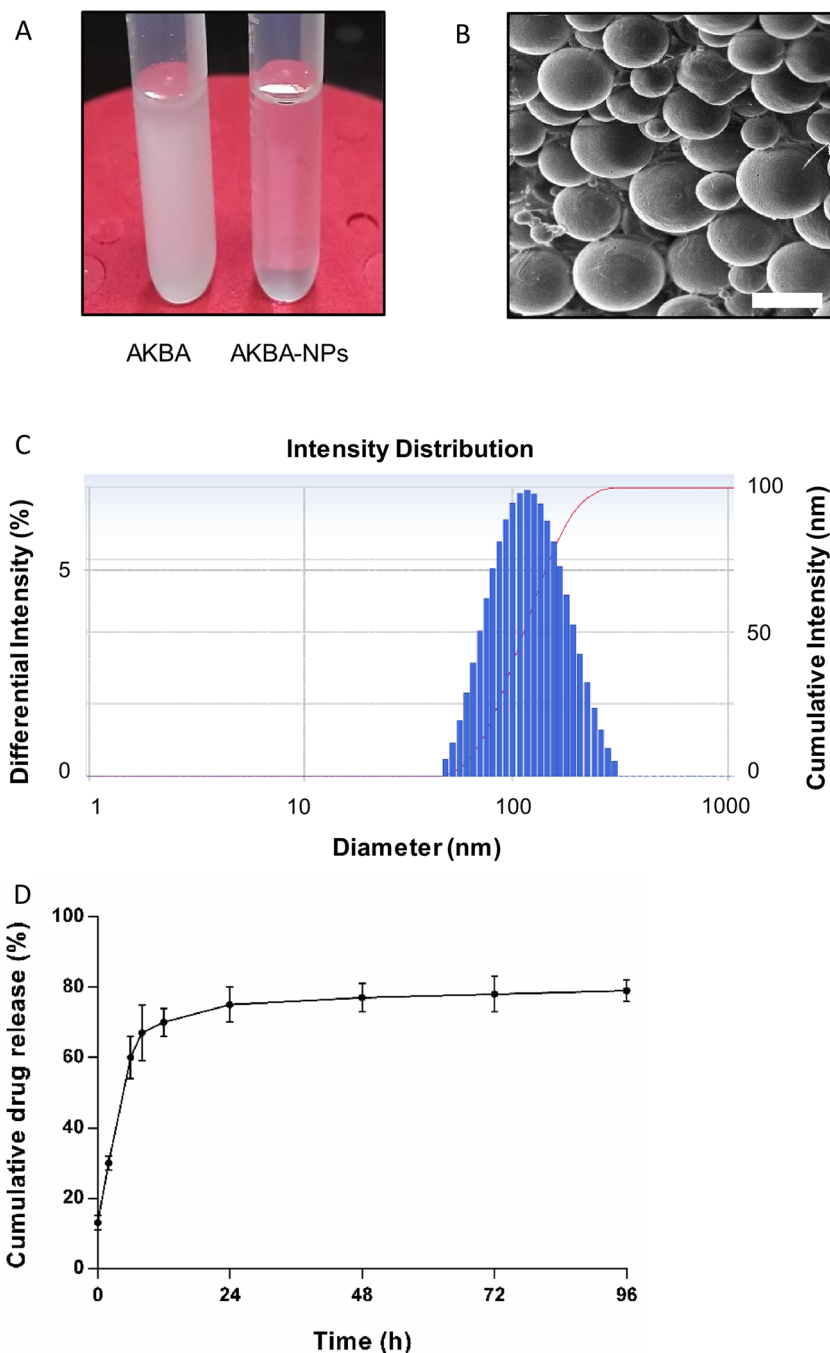 A
B
AKBA
AKBA-NPs
C
Intensity Distribution
Differential Intensity (%)
5
0
100
50
0
Cumulative Intensity (nm)
1
10
100
1000
Diameter (nm)
D
Cumulative drug release (%)
100
80
60
40
20
0
0
24
48
72
96
Time (h)